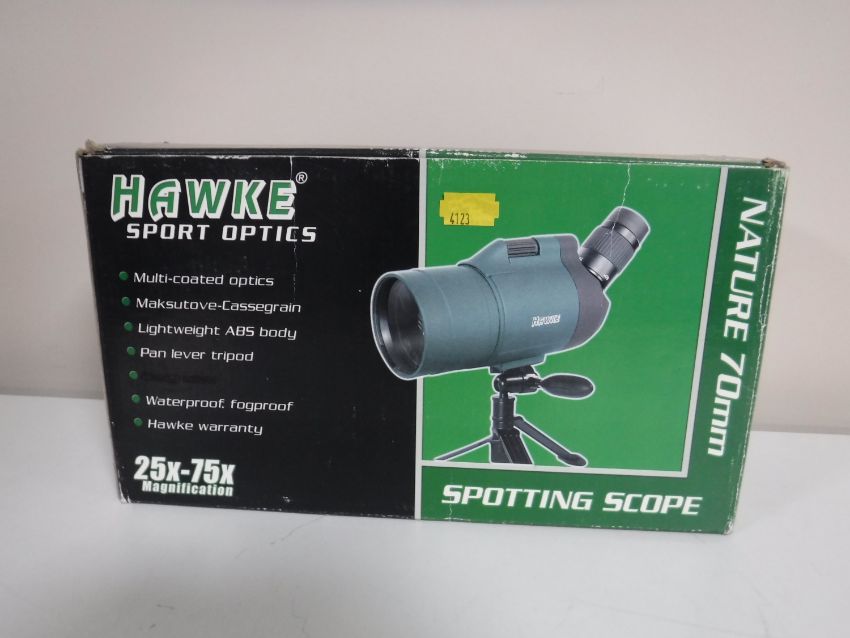 HAWKE®
SPORT OPTICS
Multi-coated optics
Maksutove-Cassegrain
Lightweight ABS body
Pan lever tripod
Waterproof, fogproof
Hawke warranty
25x-75x
Magnification
4123
HAWKE
NATURE 70mm
SPOTTING SCOPE